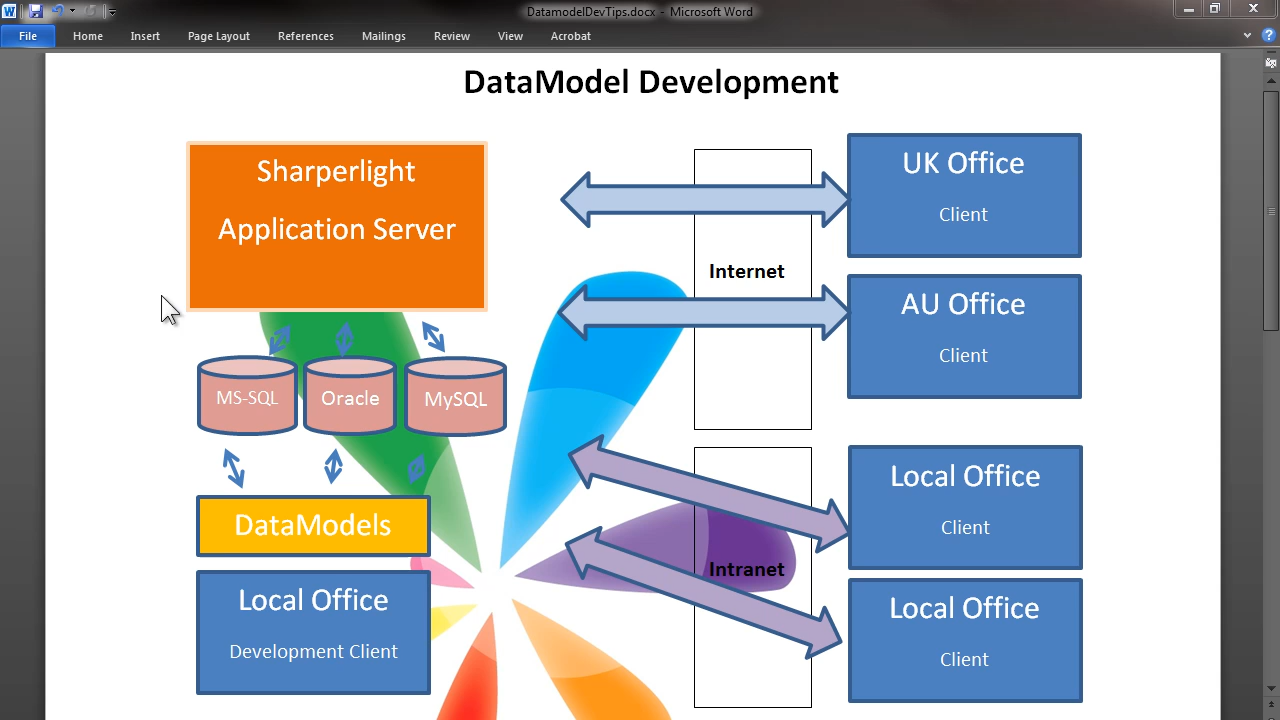 DatamodelDevTips.docx - Microsoft Word
File Home Insert Page Layout References Mailings Review View Acrobat
DataModel Development
Sharperlight
Application Server
MS-SQL
Oracle
MySQL
DataModels
Local Office
Development Client
Internet
Intranet
UK Office
Client
AU Office
Client
Local Office
Client
Local Office
Client